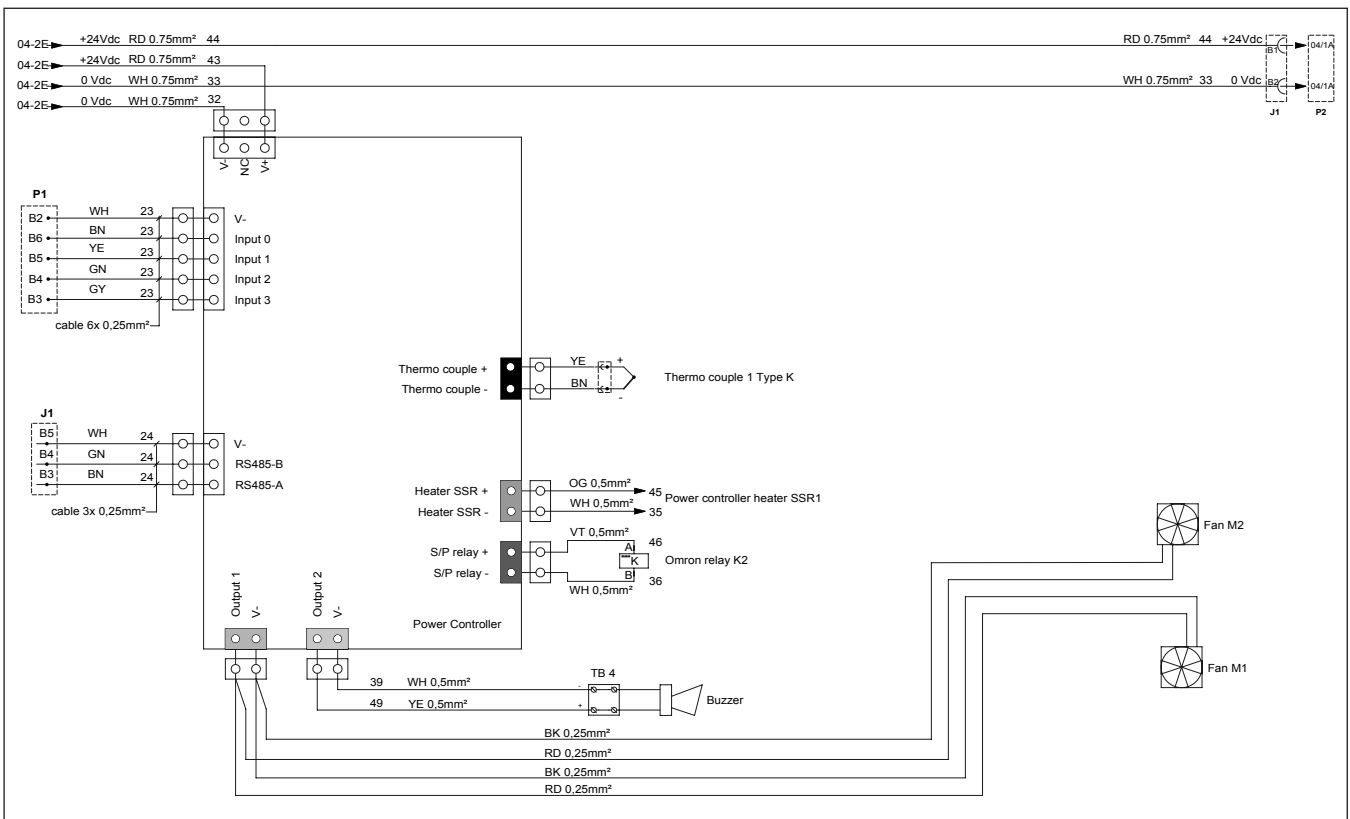 04-2E +24Vdc RD 0.75mm² 44 RD 0.75mm² 44 +24Vdc B1 04/1A
04-2E +24Vdc RD 0.75mm² 43
04-2E 0 Vdc WH 0.75mm² 33 WH 0.75mm² 33 0 Vdc B2 04/1A
04-2E 0 Vdc WH 0.75mm² 32
J1 P2
V- NC V+
P1
B2 WH 23 V-
B6 BN 23 Input 0
B5 YE 23 Input 1
B4 GN 23 Input 2
B3 GY 23 Input 3
cable 6x 0,25mm²
Thermo couple + YE +
Thermo couple 1 Type K
Thermo couple - BN -
J1
B5 WH 24 V-
B4 GN 24 RS485-B
B3 BN 24 RS485-A
cable 3x 0,25mm²
Heater SSR + OG 0,5mm² 45
Power controller heater SSR1
Heater SSR - WH 0,5mm² 35
VT 0,5mm²
S/P relay + A 46
K Omron relay K2
S/P relay - B 36
WH 0,5mm²
Fan M2
Output 1 V- Output 2 V-
Power Controller
Fan M1
TB 4
39 WH 0,5mm² -
Buzzer
49 YE 0,5mm² +
BK 0,25mm²
RD 0,25mm²
BK 0,25mm²
RD 0,25mm²